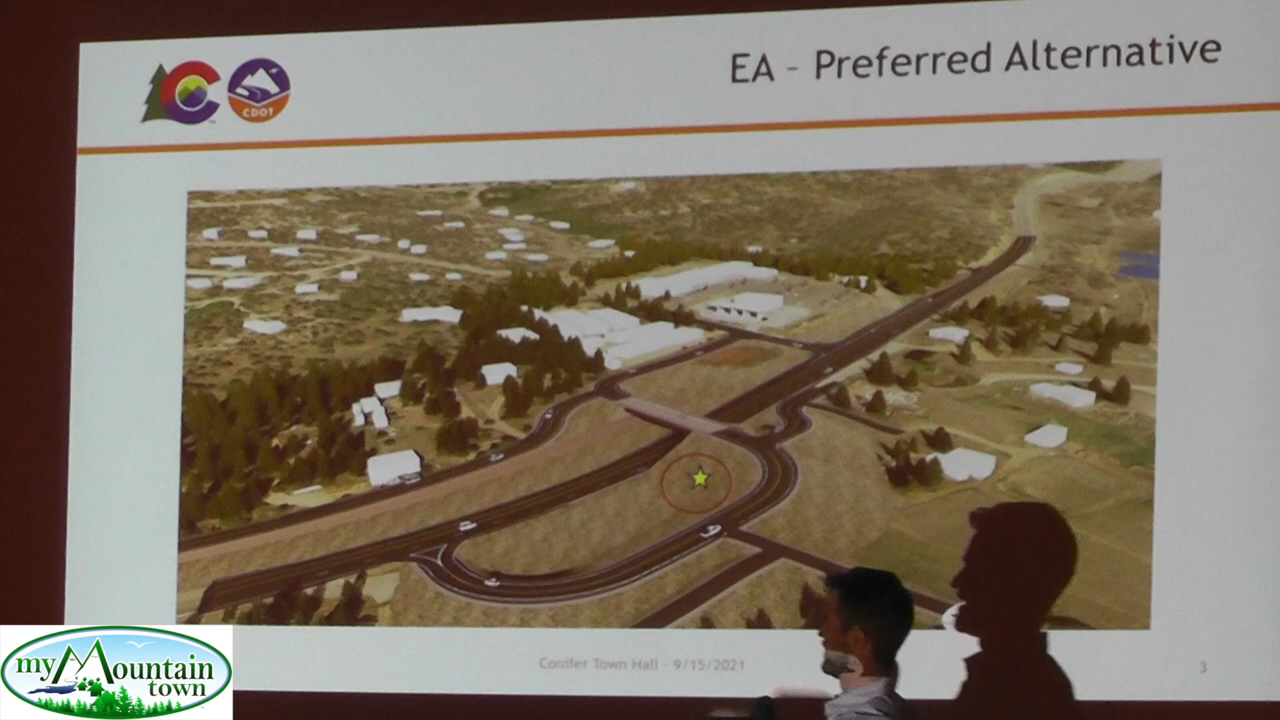 EA - Preferred Alternative
CDOT
Conifer Town Hall - 9/15/2021
3
my Mountain
town